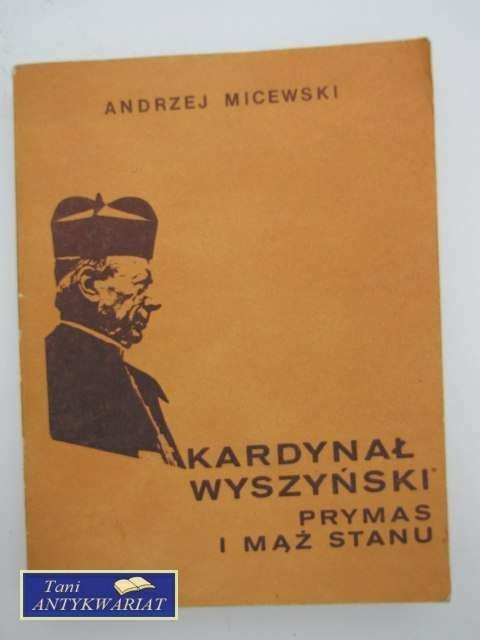 ANDRZEJ MICEWSKI
KARDYNAŁ
WYSZYŃSKI
PRYMAS
I MĄŻ STANU
Tani
ANTYKWARIAT